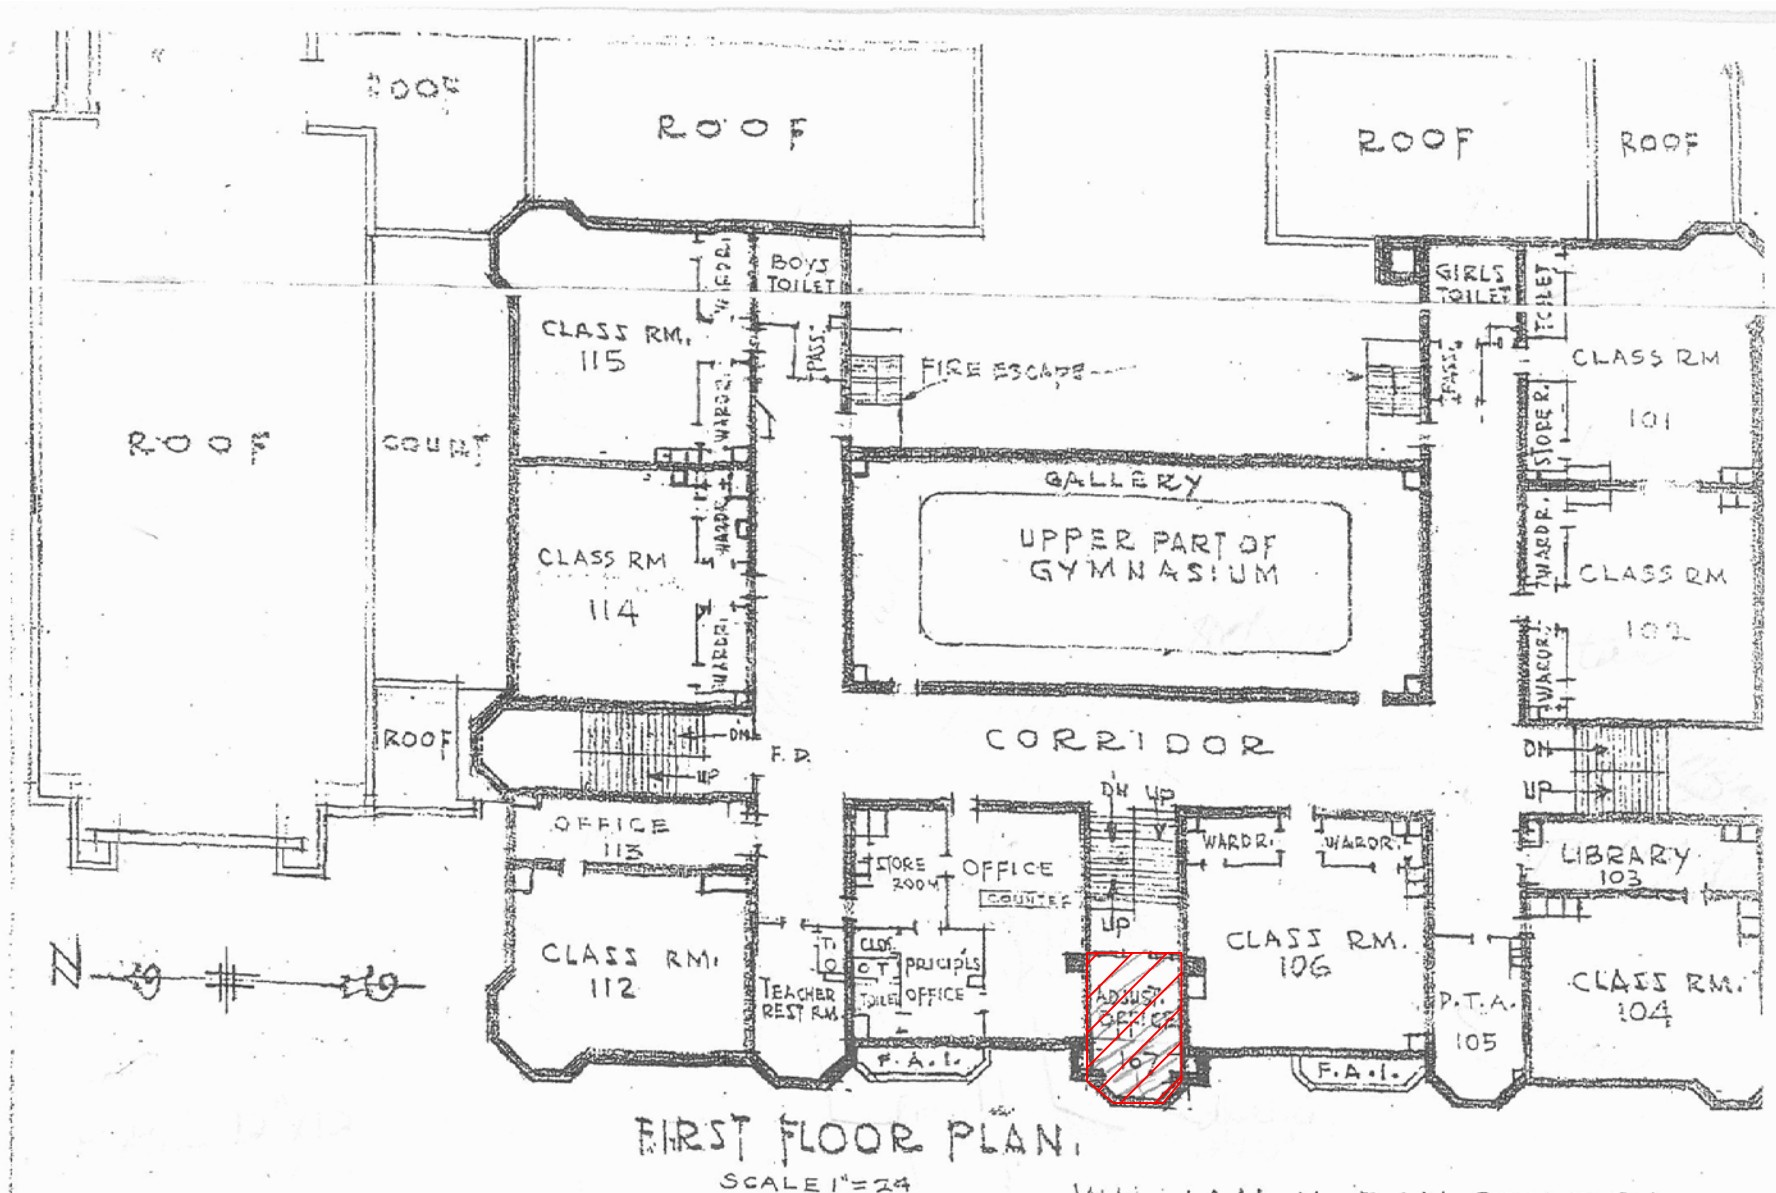 ROOF
ROOF
ROOF
ROOF
WARDR.
BOYS
TOILET
GIRLS
TOILET
TOILET
CLASS RM.
115
PASS.
FIRE ESCAPE
PASS.
CLASS RM
101
WARDR.
STORER.
ROOF
COURT
GALLERY
UPPER PART OF
GYMNASIUM
WARDR.
CLASS RM
114
WARDR.
WARDR.
CLASS RM
102
WARDR.
ROOF
DN
UP
F.D.
CORRIDOR
DN
UP
DN
UP
OFFICE
113
STORE
ROOM
OFFICE
COUNTER
UP
WARDR.
WARDR.
LIBRARY
103
CLASS RM.
112
TEACHER
REST RM.
CLOS.
TOILET
PRICIPL'S
OFFICE
ADJUST.
OFFICE
107
CLASS RM.
106
P.T.A.
105
CLASS RM.
104
N
F.A.I.
F.A.I.
FIRST FLOOR PLAN.
SCALE 1"=24